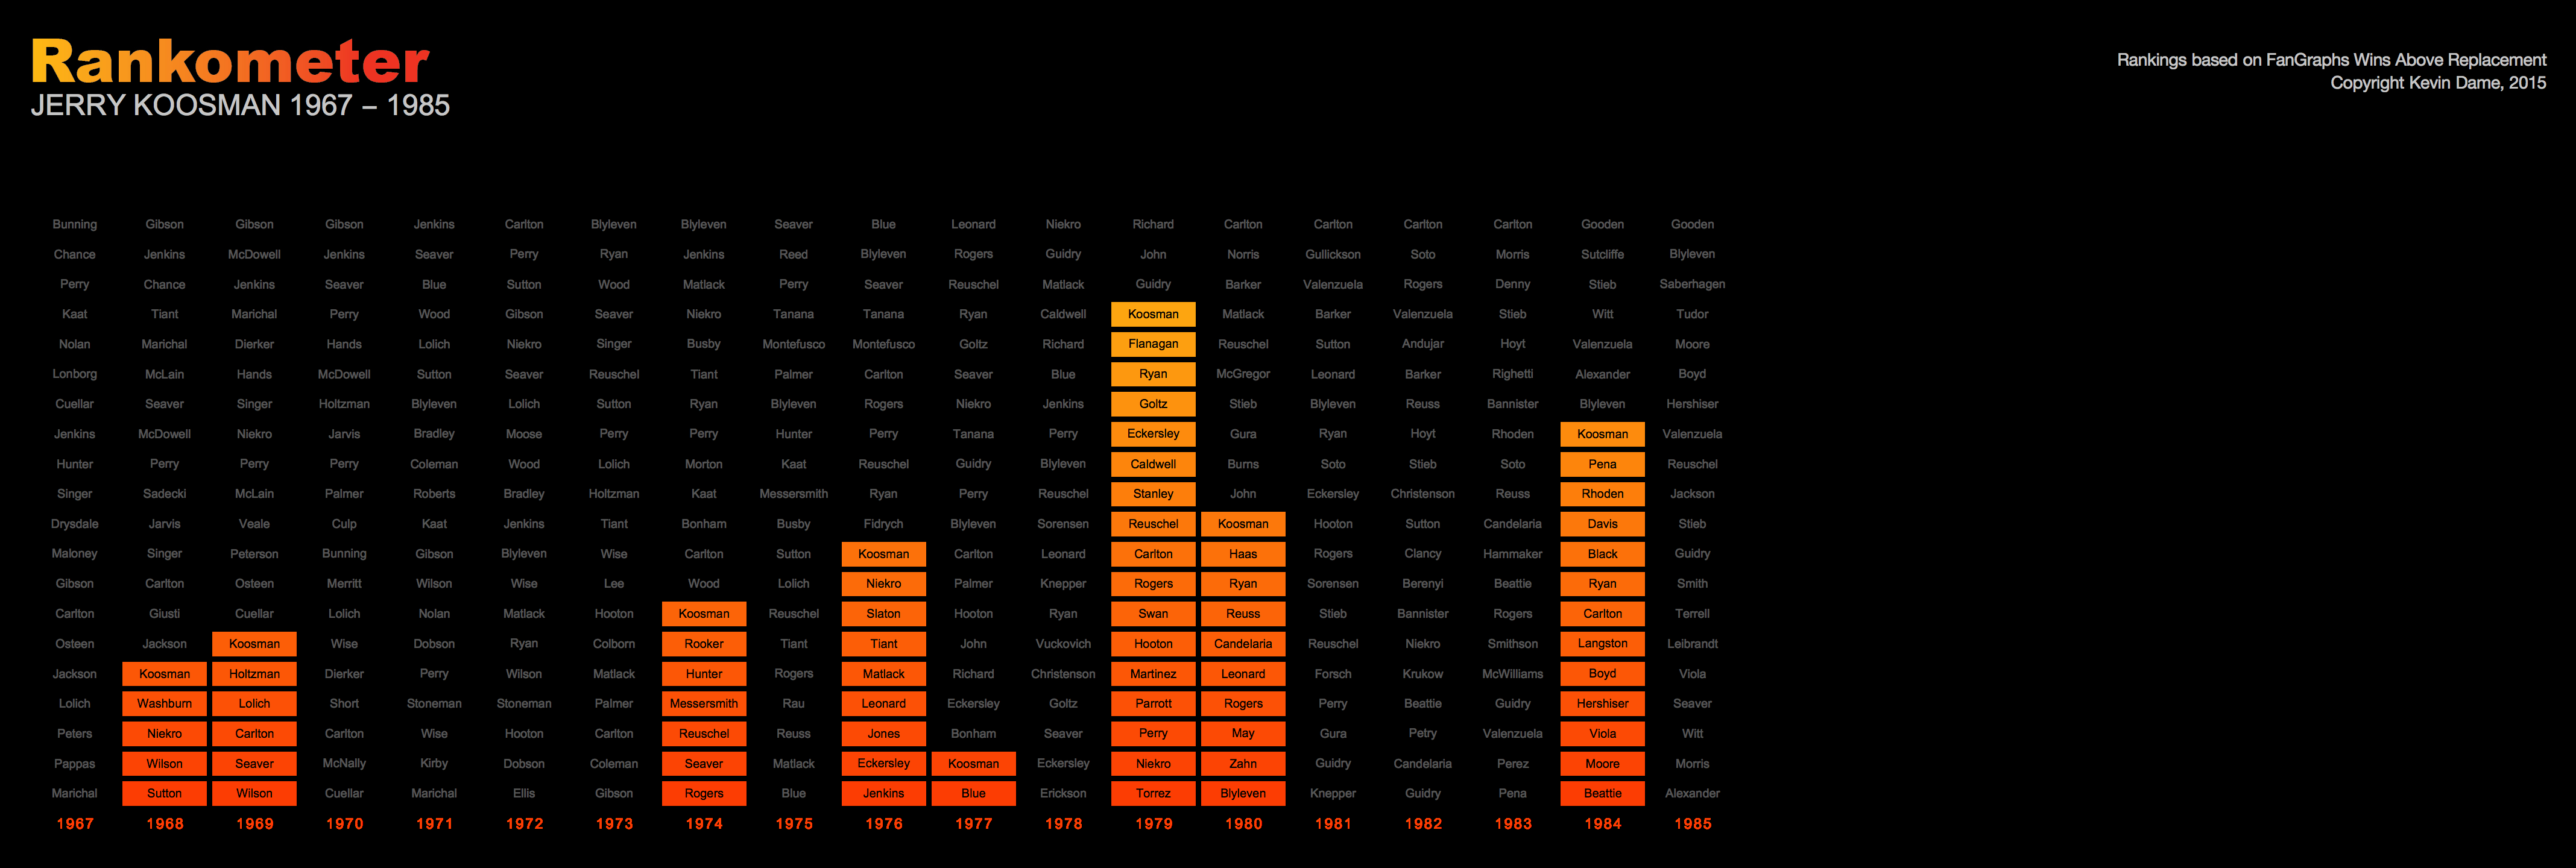 Rankometer
JERRY KOOSMAN 1967 – 1985
Rankings based on FanGraphs Wins Above Replacement
Copyright Kevin Dame, 2015
Bunning Gibson Gibson Gibson Jenkins Carlton Blyleven Blyleven Seaver Blue Leonard Niekro Richard Carlton Carlton Carlton Carlton Gooden Gooden
Chance Jenkins McDowell Jenkins Seaver Perry Ryan Jenkins Reed Blyleven Rogers Guidry John Norris Gullickson Soto Morris Sutcliffe Blyleven
Perry Chance Jenkins Seaver Blue Sutton Wood Matlack Perry Seaver Reuschel Matlack Guidry Barker Valenzuela Rogers Denny Stieb Saberhagen
Kaat Tiant Marichal Perry Wood Gibson Seaver Niekro Tanana Tanana Ryan Caldwell Koosman Matlack Barker Valenzuela Stieb Witt Tudor
Nolan Marichal Dierker Hands Lolich Niekro Singer Busby Montefusco Montefusco Goltz Richard Flanagan Reuschel Sutton Andujar Hoyt Valenzuela Moore
Lonborg McLain Hands McDowell Sutton Seaver Reuschel Tiant Palmer Carlton Seaver Blue Ryan McGregor Leonard Barker Righetti Alexander Boyd
Cuellar Seaver Singer Holtzman Blyleven Lolich Sutton Ryan Blyleven Rogers Niekro Jenkins Goltz Stieb Blyleven Reuss Bannister Blyleven Hershiser
Jenkins McDowell Niekro Jarvis Bradley Moose Perry Perry Hunter Perry Tanana Perry Eckersley Gura Ryan Hoyt Rhoden Koosman Valenzuela
Hunter Perry Perry Perry Coleman Wood Lolich Morton Kaat Reuschel Guidry Blyleven Caldwell Burns Soto Stieb Soto Pena Reuschel
Singer Sadecki McLain Palmer Roberts Bradley Holtzman Kaat Messersmith Ryan Perry Reuschel Stanley John Eckersley Christenson Reuss Rhoden Jackson
Drysdale Jarvis Veale Culp Kaat Jenkins Tiant Bonham Busby Fidrych Blyleven Sorensen Reuschel Koosman Hooton Sutton Candelaria Davis Stieb
Maloney Singer Peterson Bunning Gibson Blyleven Wise Carlton Sutton Koosman Carlton Leonard Carlton Haas Rogers Clancy Hammaker Black Guidry
Gibson Carlton Osteen Merritt Wilson Wise Lee Wood Lolich Niekro Palmer Knepper Rogers Ryan Sorensen Berenyi Beattie Ryan Smith
Carlton Giusti Cuellar Lolich Nolan Matlack Hooton Koosman Reuschel Slaton Hooton Ryan Swan Reuss Stieb Bannister Rogers Carlton Terrell
Osteen Jackson Koosman Wise Dobson Ryan Colborn Rooker Tiant Tiant John Vuckovich Hooton Candelaria Reuschel Niekro Smithson Langston Leibrandt
Jackson Koosman Holtzman Dierker Perry Wilson Matlack Hunter Rogers Matlack Richard Christenson Martinez Leonard Forsch Krukow McWilliams Boyd Viola
Lolich Washburn Lolich Short Stoneman Stoneman Palmer Messersmith Rau Leonard Eckersley Goltz Parrott Rogers Perry Beattie Guidry Hershiser Seaver
Peters Niekro Carlton Carlton Wise Hooton Carlton Reuschel Reuss Jones Bonham Seaver Perry May Gura Petry Valenzuela Viola Witt
Pappas Wilson Seaver McNally Kirby Dobson Coleman Seaver Matlack Eckersley Koosman Eckersley Niekro Zahn Guidry Candelaria Perez Moore Morris
Marichal Sutton Wilson Cuellar Marichal Ellis Gibson Rogers Blue Jenkins Blue Erickson Torrez Blyleven Knepper Guidry Pena Beattie Alexander
1967 1968 1969 1970 1971 1972 1973 1974 1975 1976 1977 1978 1979 1980 1981 1982 1983 1984 1985